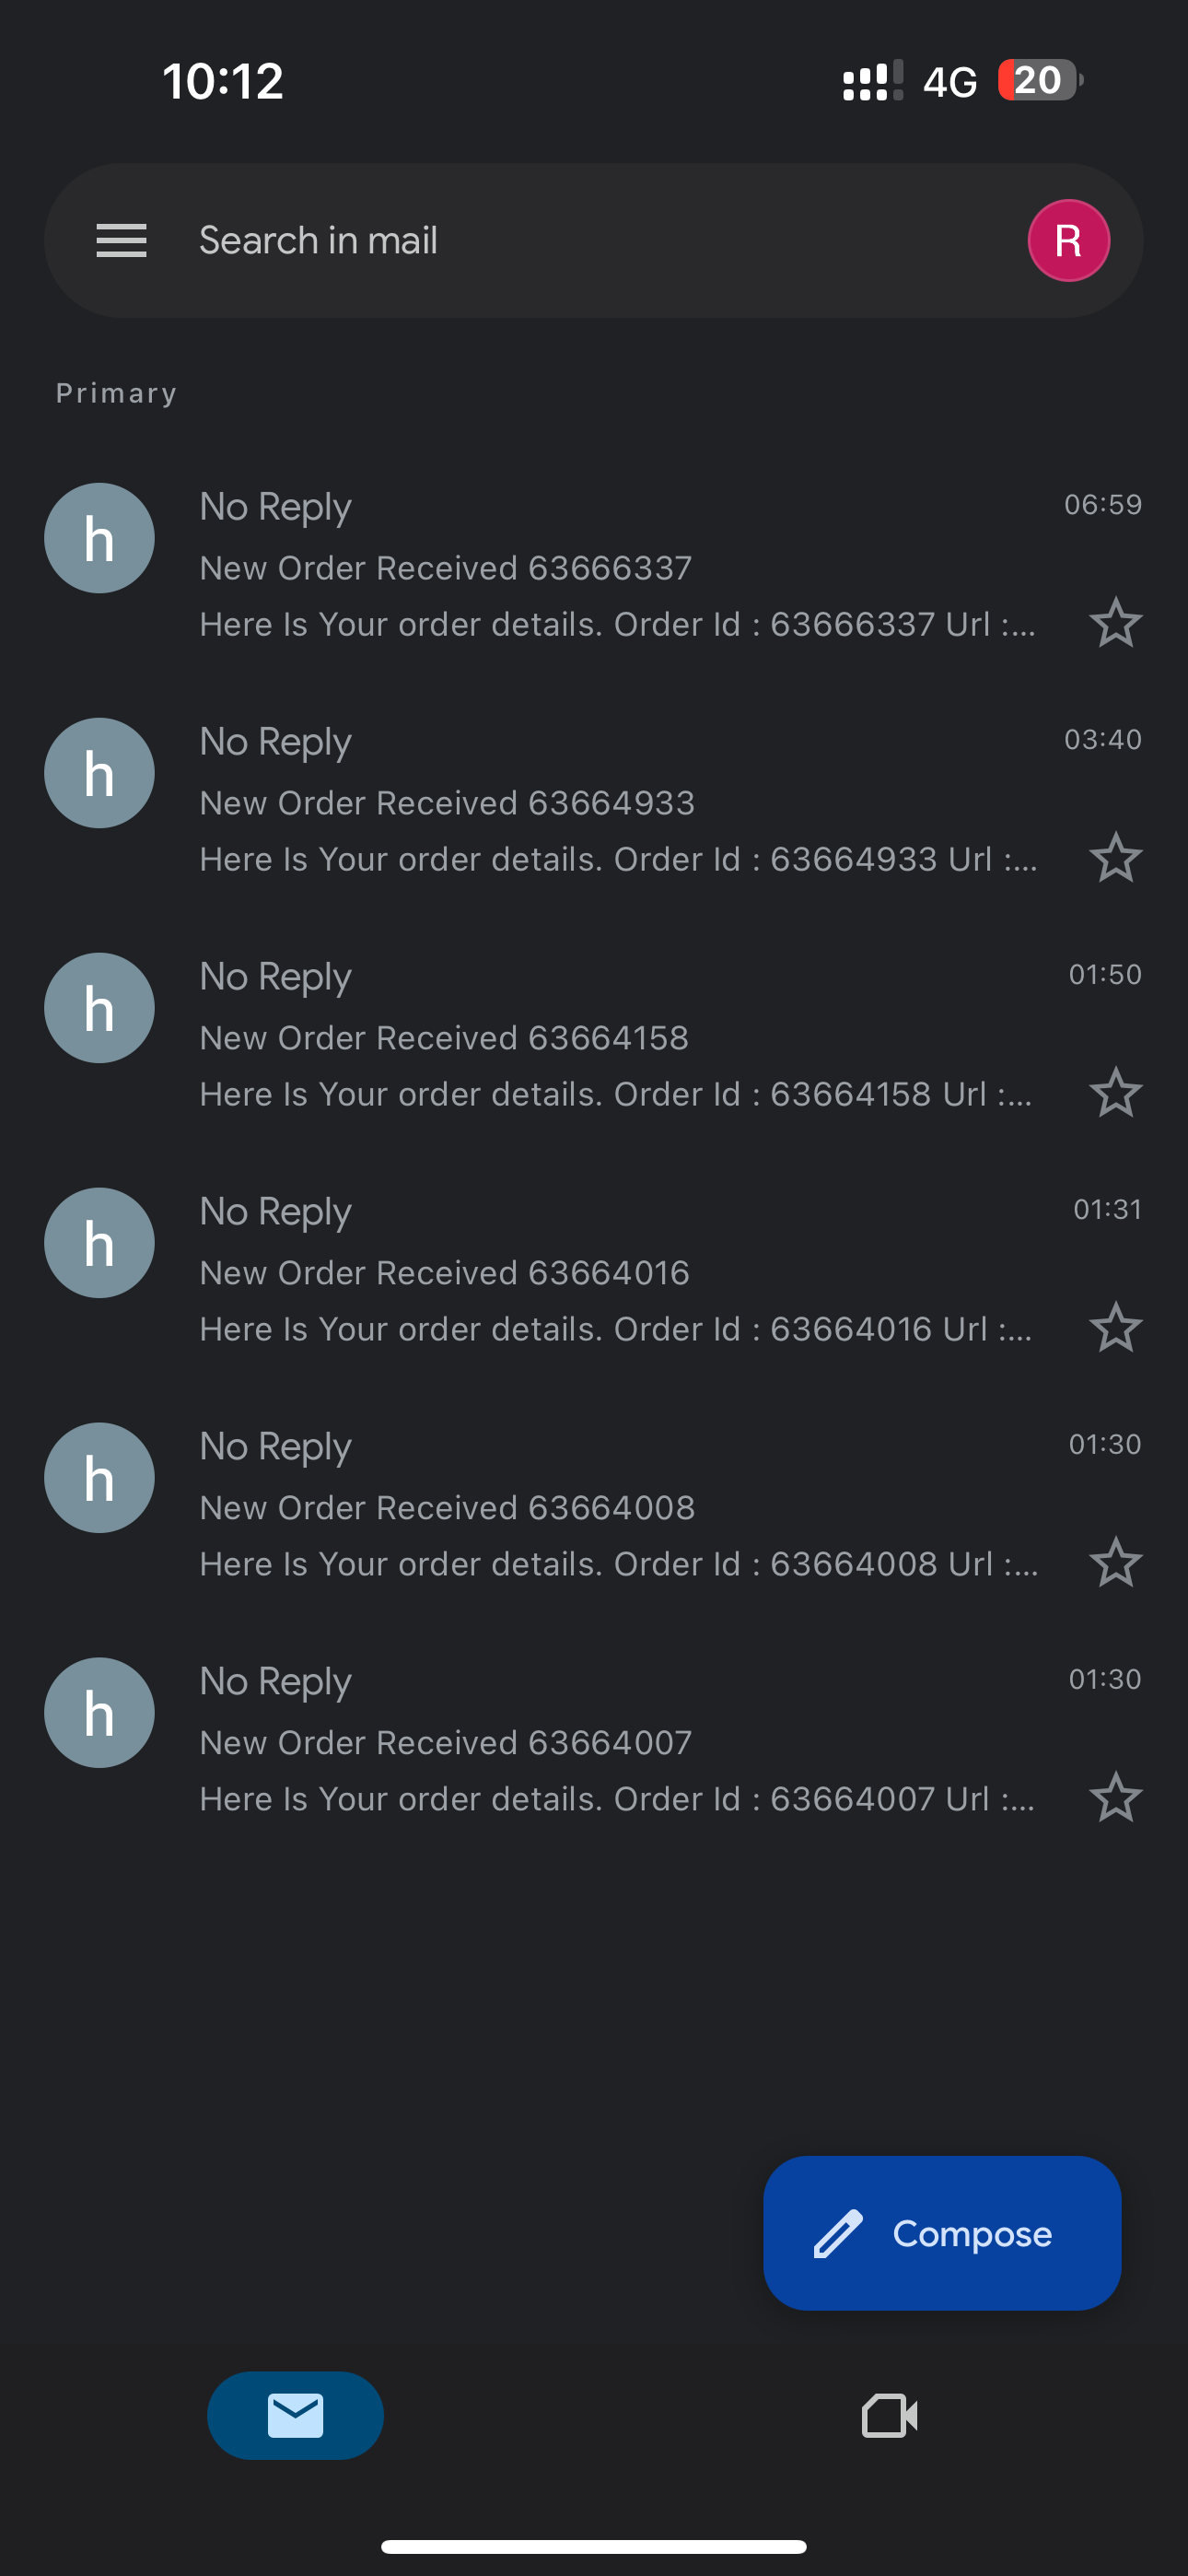 10:12
4G
20
Search in mail
R
Primary
h
No Reply
06:59
New Order Received 63666337
Here Is Your order details. Order Id : 63666337 Url :...
h
No Reply
03:40
New Order Received 63664933
Here Is Your order details. Order Id : 63664933 Url :...
h
No Reply
01:50
New Order Received 63664158
Here Is Your order details. Order Id : 63664158 Url :...
h
No Reply
01:31
New Order Received 63664016
Here Is Your order details. Order Id : 63664016 Url :...
h
No Reply
01:30
New Order Received 63664008
Here Is Your order details. Order Id : 63664008 Url :...
h
No Reply
01:30
New Order Received 63664007
Here Is Your order details. Order Id : 63664007 Url :...
Compose